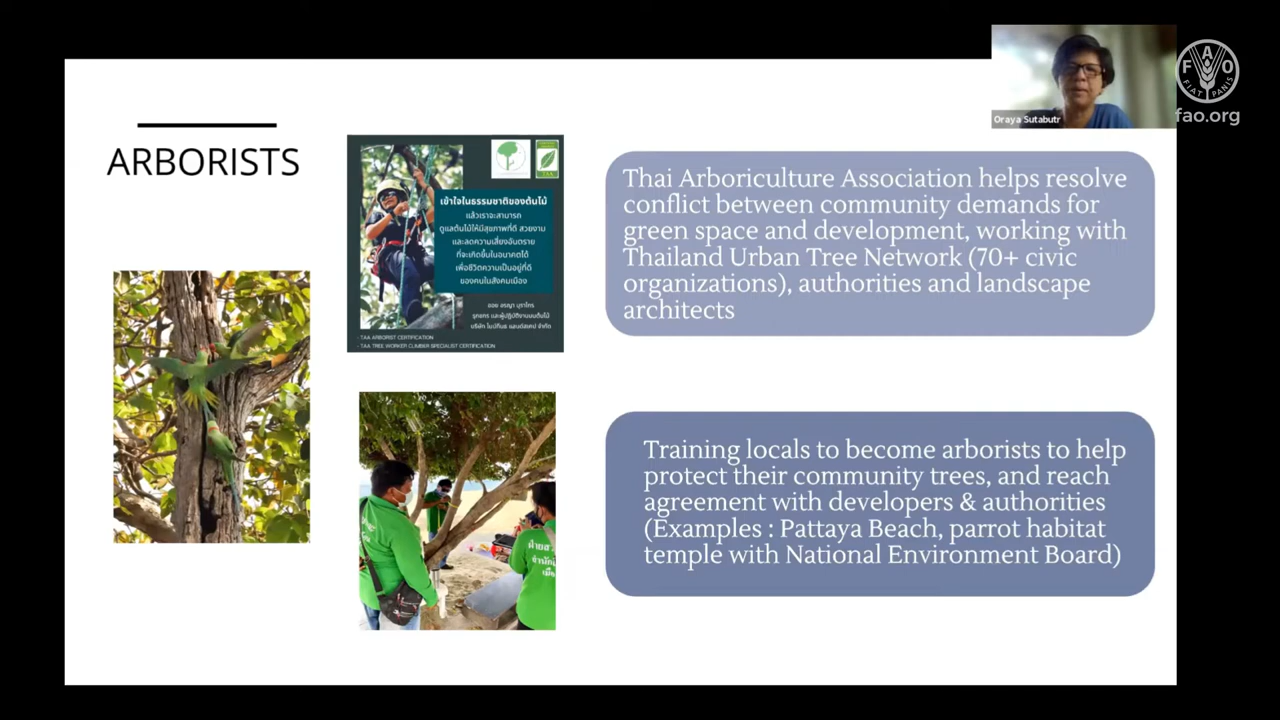 ARBORISTS
เข้าใจในธรรมชาติของต้นไม้
แล้วเราจะสามารถ
ดูแลต้นไม้ให้มีสุขภาพที่ดี สวยงาม
และลดความเสี่ยงอันตราย
ที่จะเกิดขึ้นในอนาคตได้
เพื่อชีวิตความเป็นอยู่ที่ดี
ของคนในสังคมเมือง
- TAA ARBORIST CERTIFICATION
- TAA TREE WORKER CLIMBER SPECIALIST CERTIFICATION
TAA
Thai Arboriculture Association helps resolve
conflict between community demands for
green space and development, working with
Thailand Urban Tree Network (70+ civic
organizations), authorities and landscape
architects
Training locals to become arborists to help
protect their community trees, and reach
agreement with developers & authorities
(Examples : Pattaya Beach, parrot habitat
temple with National Environment Board)
Oraya Sutabutr
F A O
FIAT PANIS
fao.org